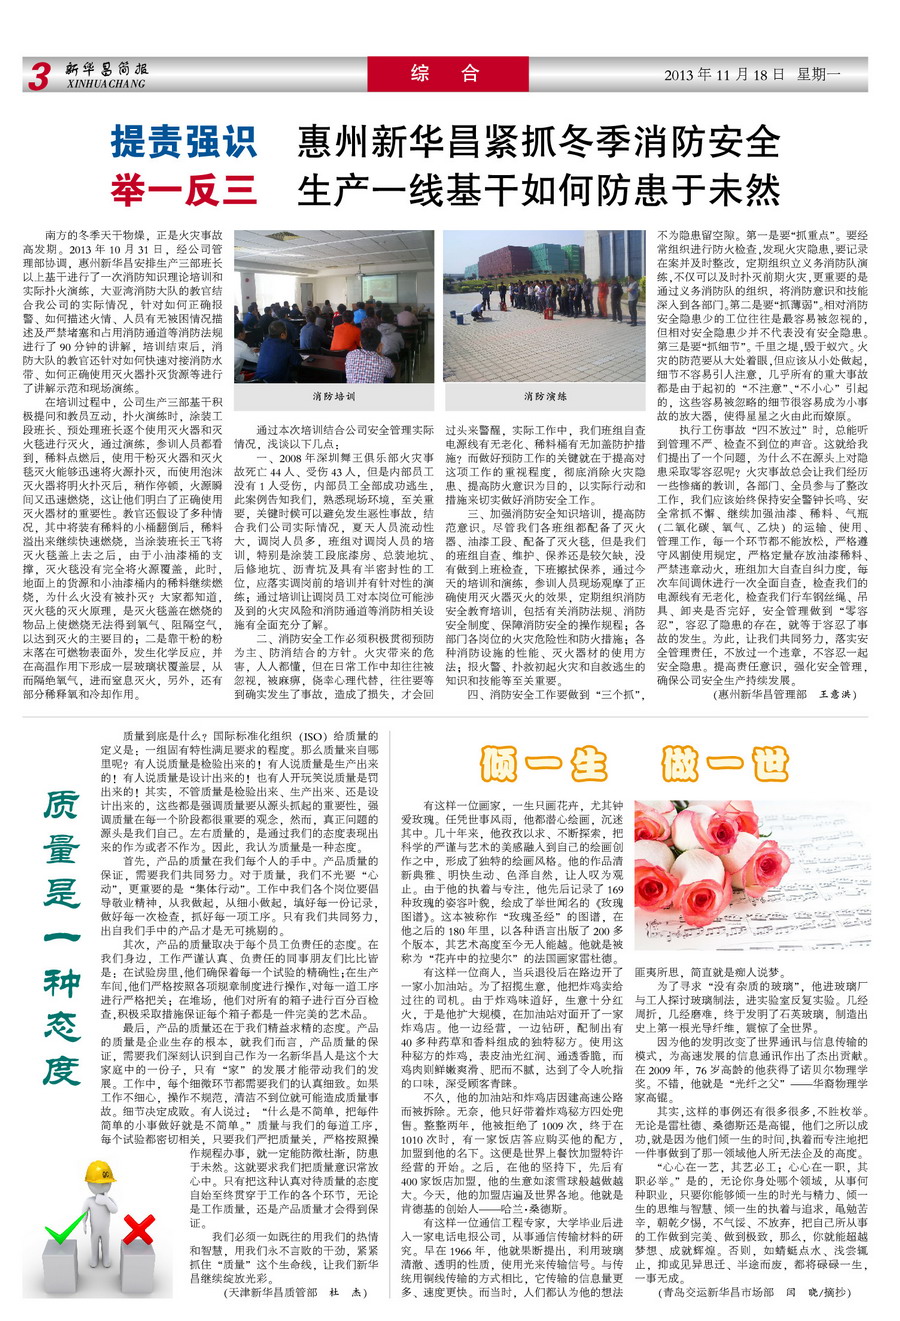 3 新华昌简报
XINHUACHANG
综 合
2013 年 11 月 18 日 星期一
提责强识 惠州新华昌紧抓冬季消防安全
举一反三 生产一线基干如何防患于未然
南方的冬季天干物燥，正是火灾事故
高发期。2013 年 10 月 31 日，经公司管
理部协调，惠州新华昌安排生产三部班长
以上基干进行了一次消防知识理论培训和
实际扑火演练，大亚湾消防大队的教官结
合我公司的实际情况，针对如何正确报
警、如何描述火情、人员有无被困情况描
述及严禁堵塞和占用消防通道等消防法规
进行了 90 分钟的讲解，培训结束后，消
防大队的教官还针对如何快速对接消防水
带、如何正确使用灭火器扑灭货源等进行
了讲解示范和现场演练。
在培训过程中，公司生产三部基干积
极提问和教员互动，扑火演练时，涂装工
段班长、预处理班长逐个使用灭火器和灭
火毯进行灭火，通过演练，参训人员都看
到，稀料点燃后，使用干粉灭火器和灭火
毯灭火能够迅速将火源扑灭，而使用泡沫
灭火器将明火扑灭后，稍作停顿，火源瞬
间又迅速燃烧，这让他们明白了正确使用
灭火器材的重要性。教官还假设了多种情
况，其中将装有稀料的小桶翻倒后，稀料
溢出来继续快速燃烧，当涂装班长王飞将
灭火毯盖上去之后，由于小油漆桶的支
撑，灭火毯没有完全将火源覆盖，此时，
地面上的货源和小油漆桶内的稀料继续燃
烧，为什么火没有被扑灭？大家都知道，
灭火毯的灭火原理，是灭火毯盖在燃烧的
物品上使燃烧无法得到氧气、阻隔空气，
以达到灭火的主要目的；二是靠干粉的粉
末落在可燃物表面外，发生化学反应，并
在高温作用下形成一层玻璃状覆盖层，从
而隔绝氧气，进而窒息灭火，另外，还有
部分稀释氧和冷却作用。
消防培训
消防演练
通过本次培训结合公司安全管理实际
情况，浅谈以下几点：
一、2008 年深圳舞王俱乐部火灾事
故死亡 44 人、受伤 43 人，但是内部员工
没有 1 人受伤，内部员工全部成功逃生，
此案例告知我们，熟悉现场环境，至关重
要，关键时候可以避免发生恶性事故，结
合我们公司实际情况，夏天人员流动性
大，调岗人员多，班组对调岗人员的培
训，特别是涂装工段底漆房、总装地坑、
后修地坑、沥青坑及具有半密封性的工
位，应落实调岗前的培训并有针对性的演
练；通过培训让调岗员工对本岗位可能涉
及到的火灾风险和消防通道等消防相关设
施有全面充分了解。
二、消防安全工作必须积极贯彻预防
为主、防消结合的方针。火灾带来的危
害，人人都懂，但在日常工作中却往往被
忽视，被麻痹，侥幸心理代替，往往要等
到确实发生了事故，造成了损失，才会回
过头来警醒，实际工作中，我们班组自查
电源线有无老化、稀料桶有无加盖防护措
施？而做好预防工作的关键就在于提高对
这项工作的重视程度，彻底消除火灾隐
患、提高防火意识为目的，以实际行动和
措施来切实做好消防安全工作。
三、加强消防安全知识培训，提高防
范意识。尽管我们各班组都配备了灭火
器、油漆工段、配备了灭火毯，但是我们
的班组自查、维护、保养还是较欠缺，没
有做到上班检查，下班擦拭保养，通过今
天的培训和演练，参训人员现场观摩了正
确使用灭火器灭火的效果，定期组织消防
安全教育培训，包括有关消防法规、消防
安全制度、保障消防安全的操作规程；各
部门各岗位的火灾危险性和防火措施；各
种消防设施的性能、灭火器材的使用方
法；报火警、扑救初起火灾和自救逃生的
知识和技能等至关重要。
四、消防安全工作要做到“三个抓”，
不为隐患留空隙。第一是要“抓重点”。要经
常组织进行防火检查，发现火灾隐患，要记录
在案并及时整改，定期组织立义务消防队演
练，不仅可以及时扑灭前期火灾，更重要的是
通过义务消防队的组织，将消防意识和技能
深入到各部门。第二是要“抓薄弱”。相对消防
安全隐患少的工位往往是最容易被忽视的，
但相对安全隐患少并不代表没有安全隐患。
第三是要“抓细节”。千里之堤，毁于蚁穴。火
灾的防范要从大处着眼，但应该从小处做起，
细节不容易引人注意，几乎所有的重大事故
都是由于起初的 “不注意”、“不小心” 引起
的，这些容易被忽略的细节很容易成为小事
故的放大器，使得星星之火由此而燎原。
执行工伤事故 “四不放过” 时，总能听
到管理不严、检查不到位的声音。这就给我
们提出了一个问题，为什么不在源头上对隐
患采取零容忍呢？火灾事故总会让我们经历
一些惨痛的教训，各部门、全员参与了整改
工作，我们应该始终保持安全警钟长鸣、安
全常抓不懈、继续加强油漆、稀料、气瓶
（二氧化碳、氧气、乙炔）的运输、使用、
管理工作，每一个环节都不能放松，严格遵
守风割使用规定，严格定量存放油漆稀料、
严禁违章动火，班组加大自查自纠力度，每
次车间调休进行一次全面自查，检查我们的
电源线有无老化，检查我们行车钢丝绳、吊
具、卸夹是否完好，安全管理做到 “零容
忍”，容忍了隐患的存在，就等于容忍了事
故的发生。为此，让我们共同努力，落实安
全管理责任，不放过一个违章，不容忍一起
安全隐患。提高责任意识，强化安全管理，
确保公司安全生产持续发展。
（惠州新华昌管理部 王意洪）
质量是一种态度
质量到底是什么？国际标准化组织（ISO）给质量的
定义是：一组固有特性满足要求的程度。那么质量来自哪
里呢？有人说质量是检验出来的！有人说质量是生产出来
的！有人说质量是设计出来的！也有人开玩笑说质量是罚
出来的！其实，不管质量是检验出来、生产出来、还是设
计出来的，这些都是强调质量要从源头抓起的重要性，强
调质量在每一个阶段都很重要的观念，然而，真正问题的
源头是我们自己。左右质量的，是通过我们的态度表现出
来的作为或者不作为。因此，我认为质量是一种态度。
首先，产品的质量在我们每个人的手中。产品质量的
保证，需要我们共同努力。对于质量，我们不光要 “心
动”，更重要的是 “集体行动”。工作中我们各个岗位要倡
导敬业精神，从我做起，从细小做起，填好每一份记录，
做好每一次检查，抓好每一项工序。只有我们共同努力，
出自我们手中的产品才是无可挑剔的。
其次，产品的质量取决于每个员工负责任的态度。在
我们身边，工作严谨认真、负责任的同事朋友们比比皆
是：在试验房里，他们确保着每一个试验的精确性；在生产
车间，他们严格按照各项规章制度进行操作，对每一道工序
进行严格把关；在堆场，他们对所有的箱子进行百分百检
查，积极采取措施保证每个箱子都是一件完美的艺术品。
最后，产品的质量还在于我们精益求精的态度。产品
的质量是企业生存的根本，就我们而言，产品质量的保
证，需要我们深刻认识到自己作为一名新华昌人是这个大
家庭中的一份子，只有 “家” 的发展才能带动我们的发
展。工作中，每个细微环节都需要我们的认真细致。如果
工作不细心，操作不规范，清洁不到位就可能造成质量事
故。细节决定成败。有人说过：“什么是不简单，把每件
简单的小事做好就是不简单。” 质量与我们的每道工序，
每个试验都密切相关，只要我们严把质量关，严格按照操
作规程办事，就一定能防微杜渐，防患
于未然。这就要求我们把质量意识常放
心中。只有把这种认真对待质量的态度
自始至终贯穿于工作的各个环节，无论
是工作质量，还是产品质量才会得到保
证。
我们必须一如既往的用我们的热情
和智慧，用我们永不言败的干劲，紧紧
抓住 “质量” 这个生命线，让我们新华
昌继续绽放光彩。
（天津新华昌质管部 杜 杰）
倾一生 做一世
有这样一位画家，一生只画花卉，尤其钟
爱玫瑰。任凭世事风雨，他都潜心绘画，沉迷
其中。几十年来，他孜孜以求、不断探索，把
科学的严谨与艺术的美感融入到自己的绘画创
作之中，形成了独特的绘画风格。他的作品清
新典雅、明快生动、色泽自然，让人叹为观
止。由于他的执着与专注，他先后记录了 169
种玫瑰的姿容叶貌，绘成了举世闻名的《玫瑰
图谱》。这本被称作 “玫瑰圣经” 的图谱，在
他之后的 180 年里，以各种语言出版了 200 多
个版本，其艺术高度至今无人能越。他就是被
称为 “花卉中的拉斐尔” 的法国画家雷杜德。
有这样一位商人，当兵退役后在路边开了
一家小加油站。为了招揽生意，他把炸鸡卖给
过往的司机。由于炸鸡味道好，生意十分红
火，于是他扩大规模，在加油站对面开了一家
炸鸡店。他一边经营，一边钻研，配制出有
40 多种药草和香料组成的独特秘方。使用这
种秘方的炸鸡，表皮油光红润、通透香脆，而
鸡肉则鲜嫩爽滑、肥而不腻，达到了令人吮指
的口味，深受顾客青睐。
不久，他的加油站和炸鸡店因建高速公路
而被拆除。无奈，他只好带着炸鸡秘方四处兜
售。整整两年，他被拒绝了 1009 次，终于在
1010 次时，有一家饭店答应购买他的配方，
加盟到他的名下。这便是世界上餐饮加盟特许
经营的开始。之后，在他的坚持下，先后有
400 家饭店加盟，他的生意如滚雪球般越做越
大。今天，他的加盟店遍及世界各地。他就是
肯德基的创始人——哈兰·桑德斯。
有这样一位通信工程专家，大学毕业后进
入一家电话电报公司，从事通信传输材料的研
究。早在 1966 年，他就果断提出，利用玻璃
清澈、透明的性质，使用光来传输信号。与传
统用铜线传输的方式相比，它传输的信息量更
多、速度更快。而当时，人们都认为他的想法
匪夷所思，简直就是痴人说梦。
为了寻求 “没有杂质的玻璃”，他进玻璃厂
与工人探讨玻璃制法，进实验室反复实验。几经
周折，几经磨难，终于发明了石英玻璃，制造出
史上第一根光导纤维，震惊了全世界。
因为他的发明改变了世界通讯与信息传输的
模式，为高速发展的信息通讯作出了杰出贡献。
在 2009 年，76 岁高龄的他获得了诺贝尔物理学
奖。不错，他就是 “光纤之父” ——华裔物理学
家高锟。
其实，这样的事例还有很多很多，不胜枚举。
无论是雷杜德、桑德斯还是高锟，他们之所以成
功，就是因为他们倾一生的时间，执着而专注地把
一件事做到了那一领域他人所无法企及的高度。
“心心在一艺，其艺必工；心心在一职，其
职必举。” 是的，无论你身处哪个领域，从事何
种职业，只要你能够倾一生的时光与精力、倾一
生的思维与智慧、倾一生的执着与追求，黾勉苦
辛，朝乾夕惕，不气馁、不放弃，把自己所从事
的工作做到完美、做到极致，那么，你就能超越
梦想、成就辉煌。否则，如蜻蜓点水、浅尝辄
止，抑或见异思迁、半途而废，都将碌碌一生，
一事无成。
（青岛交运新华昌市场部 闫 晓/摘抄）